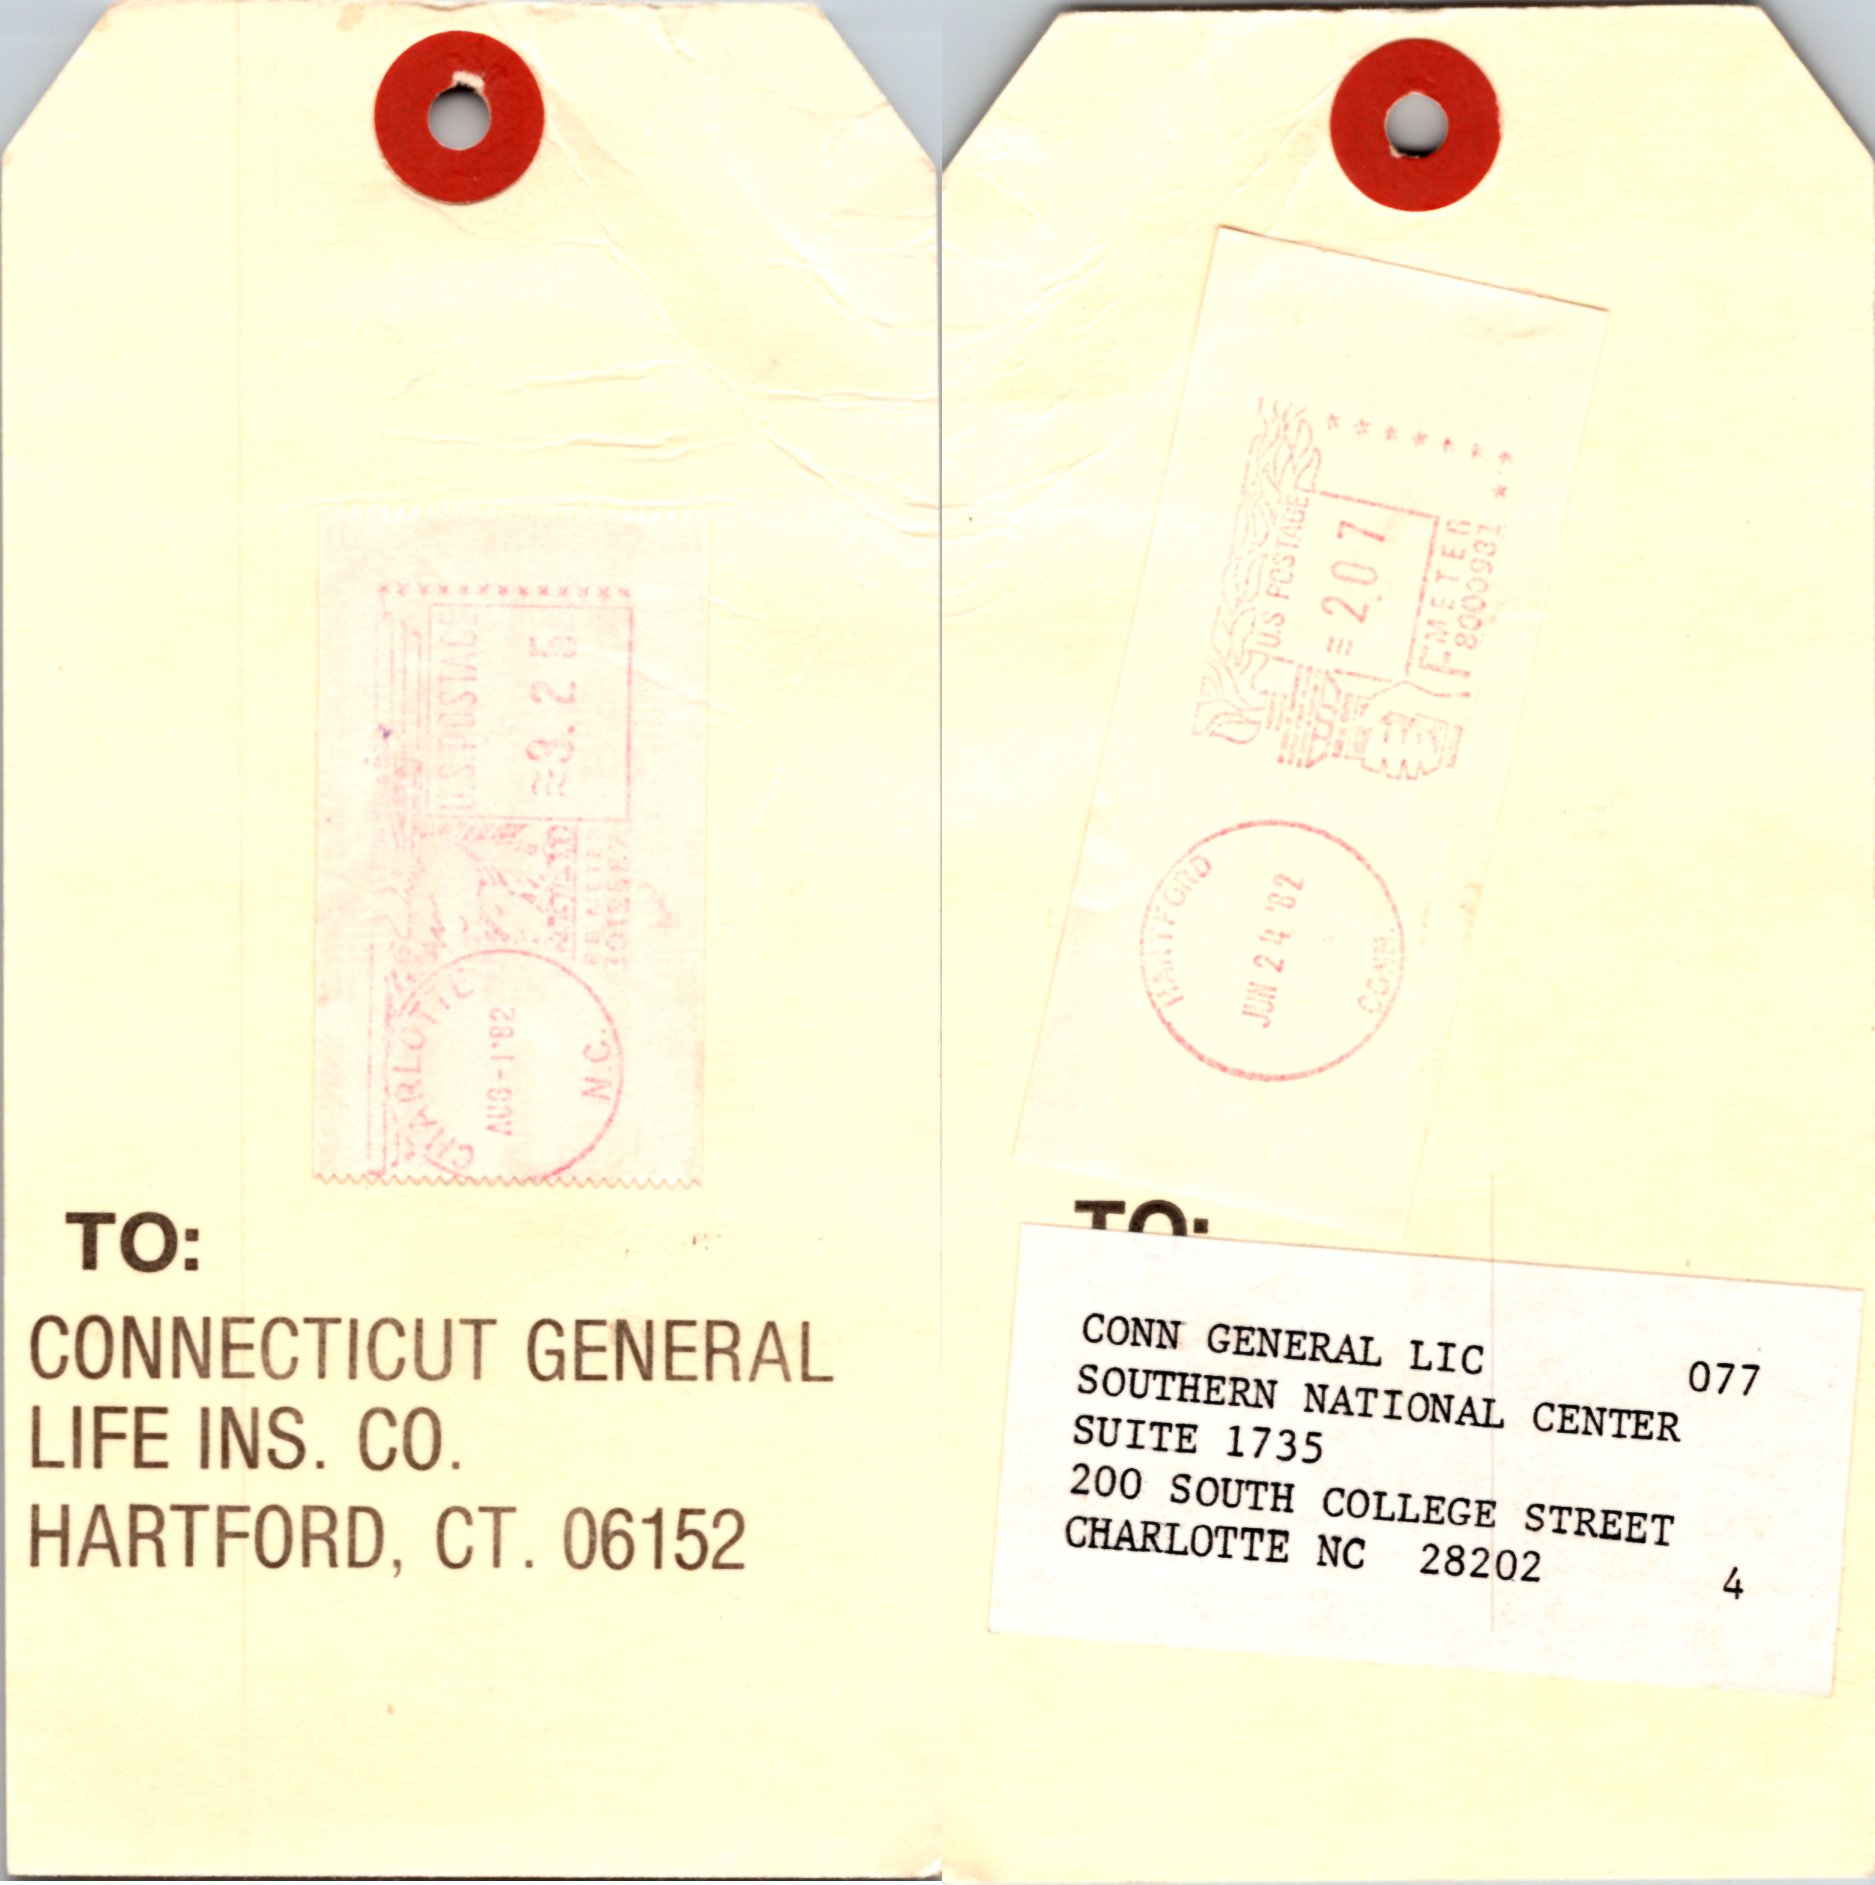 U.S. POSTAGE
≈3.25
CHARLOTTE
AUG-1'82
N.C.
TO:
CONNECTICUT GENERAL
LIFE INS. CO.
HARTFORD, CT. 06152
U.S POSTAGE
≡ 2.07
METER
8000931
HARTFORD
JUN 24 '82
CONN.
TO:
CONN GENERAL LIC 077
SOUTHERN NATIONAL CENTER
SUITE 1735
200 SOUTH COLLEGE STREET
CHARLOTTE NC 28202
4